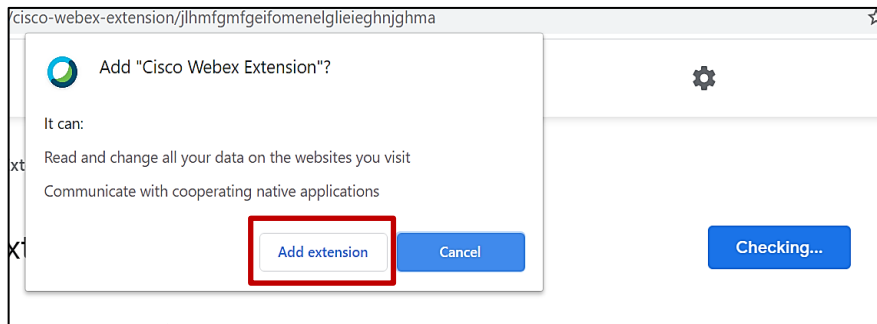 /cisco-webex-extension/jlhmfgmfgeifomenelglieieghnjghma
Add "Cisco Webex Extension"?
It can:
Read and change all your data on the websites you visit
Communicate with cooperating native applications
Add extension
Cancel
Checking...